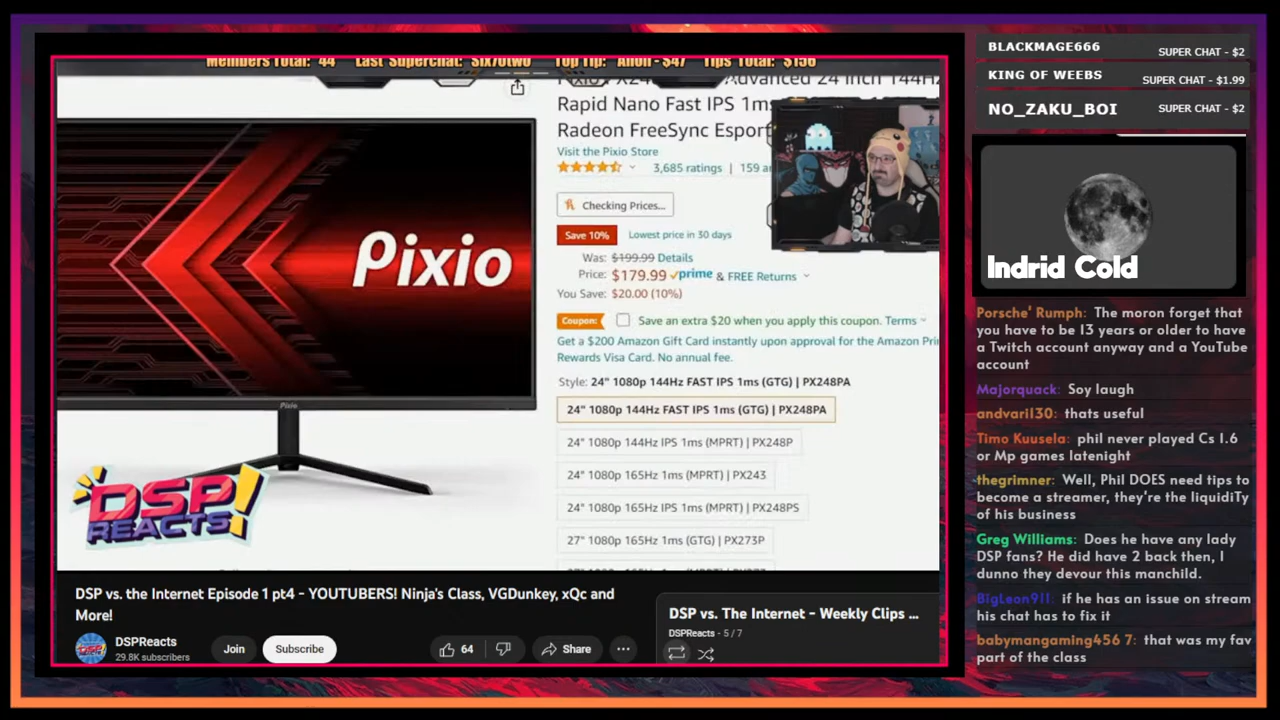 Members Total: 44 Last Superchat: Six7otwo Top Tip: Anon - $47 Tips Total: $156
Advanced 24 Inch 144H
Rapid Nano Fast IPS 1ms
Radeon FreeSync Esport
Visit the Pixio Store
3,685 ratings | 159 a
Checking Prices...
Save 10% Lowest price in 30 days
Was: $199.99 Details
Price: $179.99 prime & FREE Returns
You Save: $20.00 (10%)
Coupon: Save an extra $20 when you apply this coupon. Terms
Get a $200 Amazon Gift Card instantly upon approval for the Amazon Pri
Rewards Visa Card. No annual fee.
Style: 24" 1080p 144Hz FAST IPS 1ms (GTG) | PX248PA
24" 1080p 144Hz FAST IPS 1ms (GTG) | PX248PA
24" 1080p 144Hz IPS 1ms (MPRT) | PX248P
24" 1080p 165Hz 1ms (MPRT) | PX243
24" 1080p 165Hz IPS 1ms (MPRT) | PX248PS
27" 1080p 165Hz 1ms (GTG) | PX273P
Pixio
Pixio
DSP
REACTS!
DSP vs. the Internet Episode 1 pt4 - YOUTUBERS! Ninja's Class, VGDunkey, xQc and
More!
DSPReacts
29.8K subscribers
Join
Subscribe
64
Share
DSP vs. The Internet - Weekly Clips ...
DSPReacts - 5 / 7
BLACKMAGE666 SUPER CHAT - $2
KING OF WEEBS SUPER CHAT - $1.99
NO_ZAKU_BOI SUPER CHAT - $2
Indrid Cold
Porsche' Rumph: The moron forget that
you have to be 13 years or older to have
a Twitch account anyway and a YouTube
account
Majorquack: Soy laugh
andvari130: thats useful
Timo Kuusela: phil never played Cs 1.6
or Mp games latenight
thegrimner: Well, Phil DOES need tips to
become a streamer, they're the liquidiTy
of his business
Greg Williams: Does he have any lady
DSP fans? He did have 2 back then, I
dunno they devour this manchild.
BigLeon911: if he has an issue on stream
his chat has to fix it
babymangaming456 7: that was my fav
part of the class